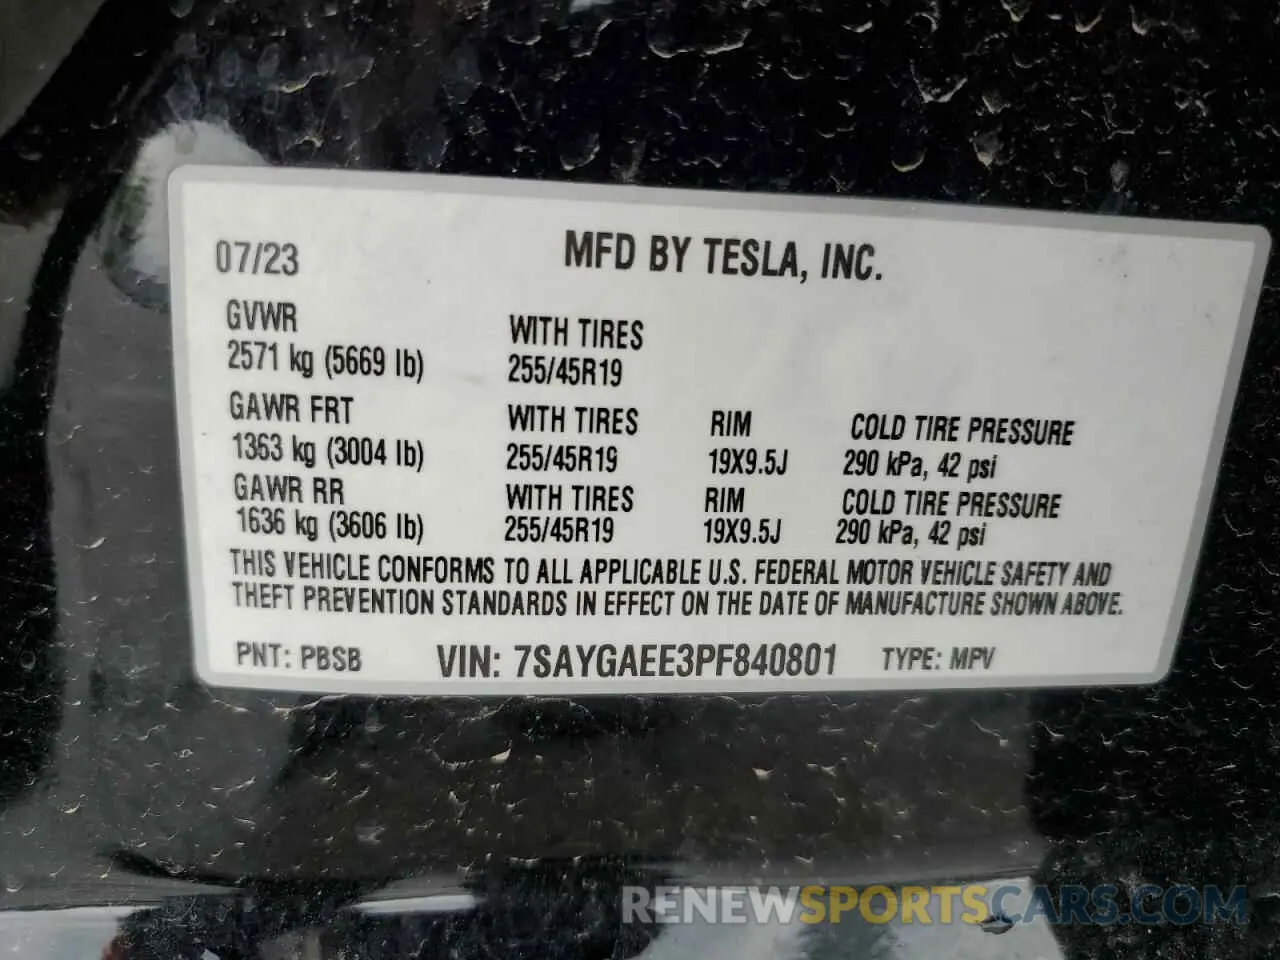 07/23 MFD BY TESLA, INC.
GVWR WITH TIRES
2571 kg (5669 lb) 255/45R19
GAWR FRT WITH TIRES RIM COLD TIRE PRESSURE
1363 kg (3004 lb) 255/45R19 19X9.5J 290 kPa, 42 psi
GAWR RR WITH TIRES RIM COLD TIRE PRESSURE
1636 kg (3606 lb) 255/45R19 19X9.5J 290 kPa, 42 psi
THIS VEHICLE CONFORMS TO ALL APPLICABLE U.S. FEDERAL MOTOR VEHICLE SAFETY AND
THEFT PREVENTION STANDARDS IN EFFECT ON THE DATE OF MANUFACTURE SHOWN ABOVE.
PNT: PBSB VIN: 7SAYGAEE3PF840801 TYPE: MPV
RENEWSPORTSCARS.COM